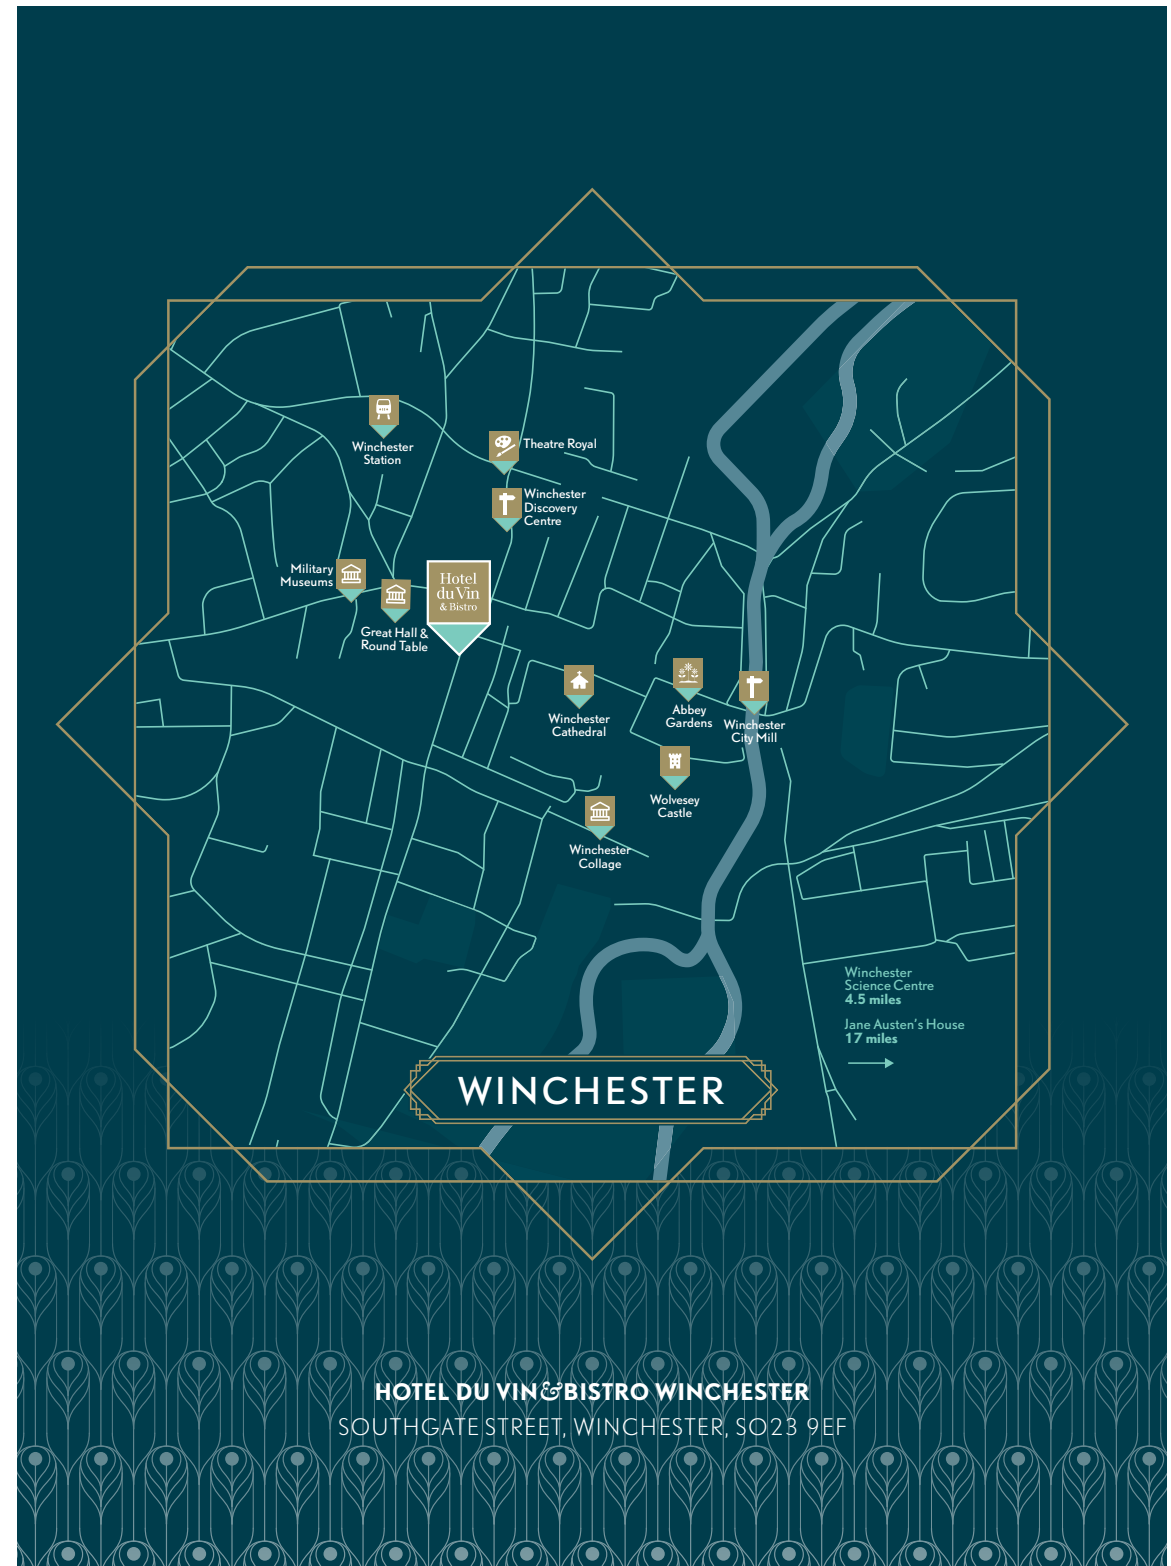 Winchester
Station
Theatre Royal
Winchester
Discovery
Centre
Military
Museums
Hotel
du Vin
& Bistro
Great Hall &
Round Table
Winchester
Cathedral
Abbey
Gardens
Winchester
City Mill
Wolvesey
Castle
Winchester
Collage
Winchester
Science Centre
4.5 miles
Jane Austen's House
17 miles
WINCHESTER
HOTEL DU VIN & BISTRO WINCHESTER
SOUTHGATE STREET, WINCHESTER, SO23 9EF